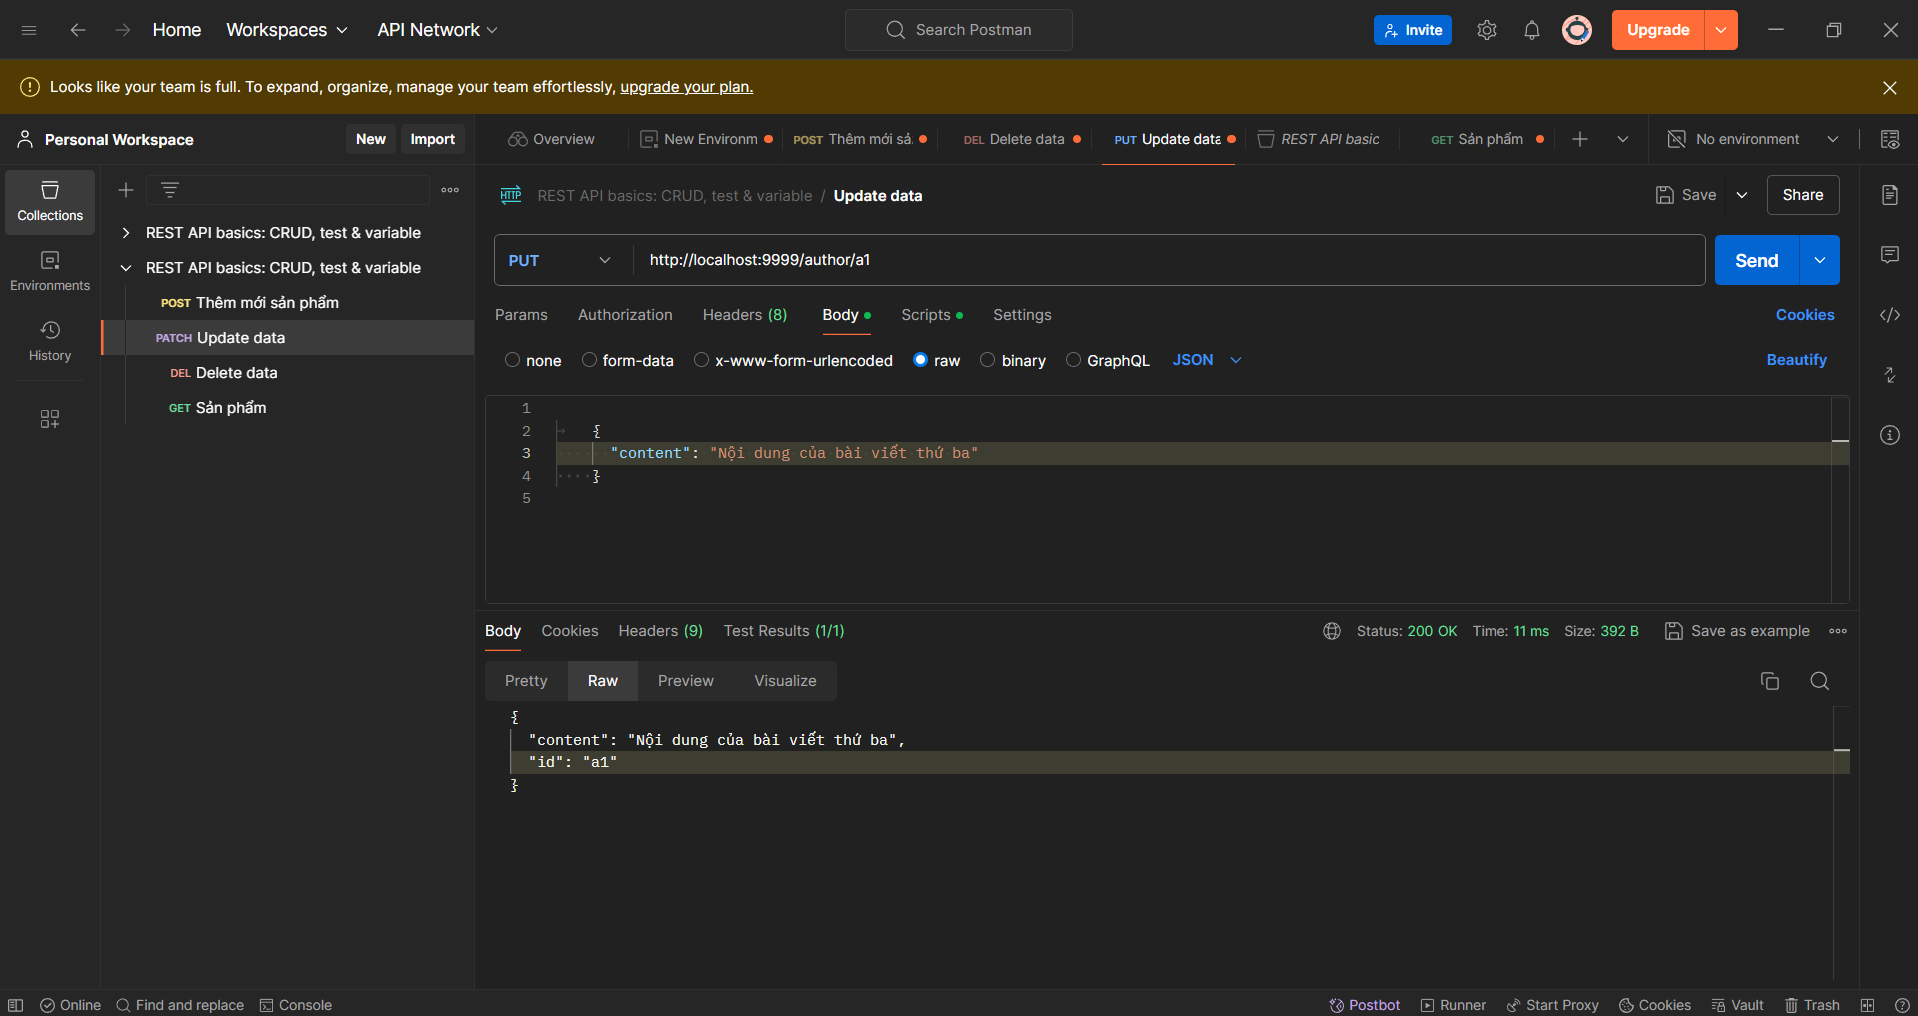 Home
Workspaces
API Network
Search Postman
Invite
Upgrade
Looks like your team is full. To expand, organize, manage your team effortlessly, upgrade your plan.
Personal Workspace
New
Import
Overview
New Environm
POST Thêm mới sả
DEL Delete data
PUT Update data
REST API basic
GET Sản phẩm
No environment
Collections
Environments
History
REST API basics: CRUD, test & variable
REST API basics: CRUD, test & variable
POST Thêm mới sản phẩm
PATCH Update data
DEL Delete data
GET Sản phẩm
HTTP REST API basics: CRUD, test & variable / Update data
Save
Share
PUT
http://localhost:9999/author/a1
Send
Params
Authorization
Headers (8)
Body
Scripts
Settings
Cookies
none
form-data
x-www-form-urlencoded
raw
binary
GraphQL
JSON
Beautify
1
2 {
3 "content": "Nội dung của bài viết thứ ba"
4 }
5
Body
Cookies
Headers (9)
Test Results (1/1)
Status: 200 OK
Time: 11 ms
Size: 392 B
Save as example
Pretty
Raw
Preview
Visualize
{
"content": "Nội dung của bài viết thứ ba",
"id": "a1"
}
Online
Find and replace
Console
Postbot
Runner
Start Proxy
Cookies
Vault
Trash